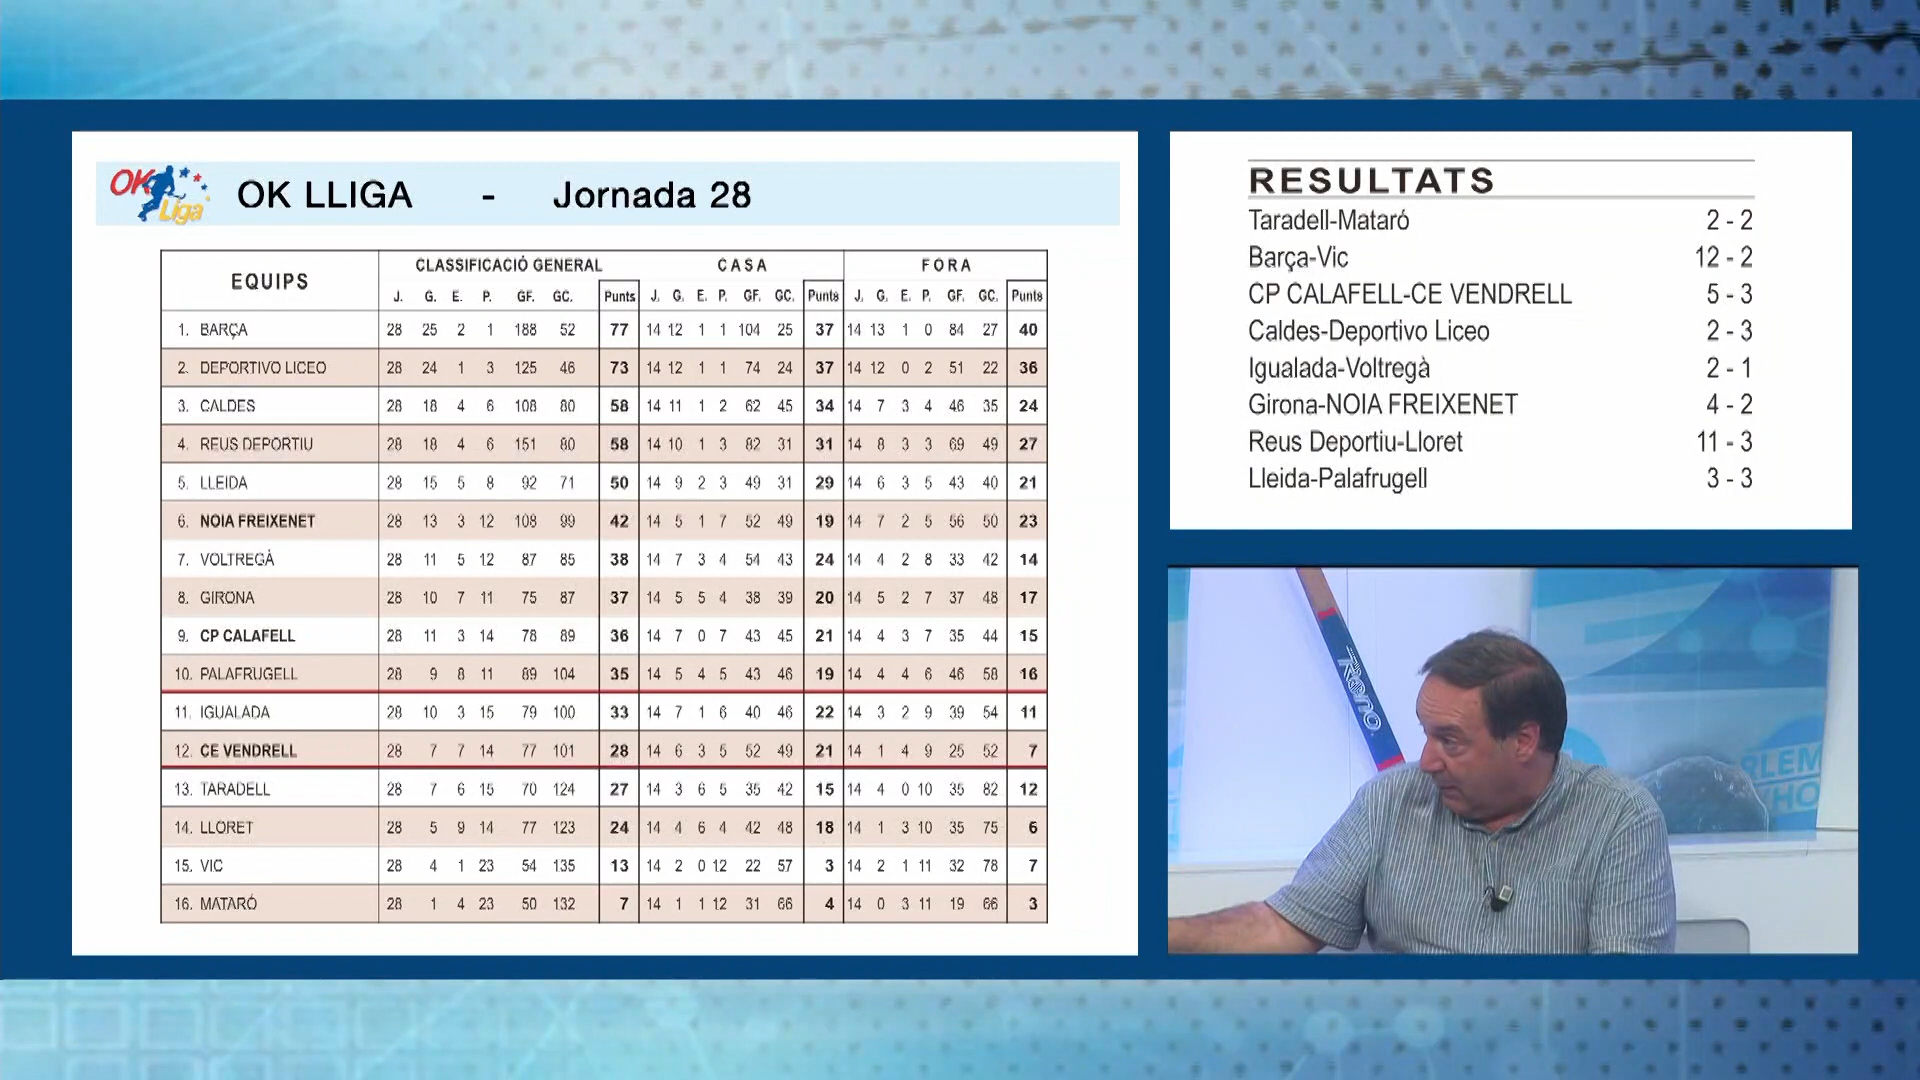 OK Liga
OK LLIGA - Jornada 28
EQUIPS CLASSIFICACIÓ GENERAL CASA FORA
J. G. E. P. GF. GC. Punts J. G. E. P. GF. GC. Punts J. G. E. P. GF. GC. Punts
1. BARÇA 28 25 2 1 188 52 77 14 12 1 1 104 25 37 14 13 1 0 84 27 40
2. DEPORTIVO LICEO 28 24 1 3 125 46 73 14 12 1 1 74 24 37 14 12 0 2 51 22 36
3. CALDES 28 18 4 6 108 80 58 14 11 1 2 62 45 34 14 7 3 4 46 35 24
4. REUS DEPORTIU 28 18 4 6 151 80 58 14 10 1 3 82 31 31 14 8 3 3 69 49 27
5. LLEIDA 28 15 5 8 92 71 50 14 9 2 3 49 31 29 14 6 3 5 43 40 21
6. NOIA FREIXENET 28 13 3 12 108 99 42 14 5 1 7 52 49 19 14 7 2 5 56 50 23
7. VOLTREGÀ 28 11 5 12 87 85 38 14 7 3 4 54 43 24 14 4 2 8 33 42 14
8. GIRONA 28 10 7 11 75 87 37 14 5 5 4 38 39 20 14 5 2 7 37 48 17
9. CP CALAFELL 28 11 3 14 78 89 36 14 7 0 7 43 45 21 14 4 3 7 35 44 15
10. PALAFRUGELL 28 9 8 11 89 104 35 14 5 4 5 43 46 19 14 4 4 6 46 58 16
11. IGUALADA 28 10 3 15 79 100 33 14 7 1 6 40 46 22 14 3 2 9 39 54 11
12. CE VENDRELL 28 7 7 14 77 101 28 14 6 3 5 52 49 21 14 1 4 9 25 52 7
13. TARADELL 28 7 6 15 70 124 27 14 3 6 5 35 42 15 14 4 0 10 35 82 12
14. LLORET 28 5 9 14 77 123 24 14 4 6 4 42 48 18 14 1 3 10 35 75 6
15. VIC 28 4 1 23 54 135 13 14 2 0 12 22 57 3 14 2 1 11 32 78 7
16. MATARÓ 28 1 4 23 50 132 7 14 1 1 12 31 66 4 14 0 3 11 19 66 3
RESULTATS
Taradell-Mataró 2 - 2
Barça-Vic 12 - 2
CP CALAFELL-CE VENDRELL 5 - 3
Caldes-Deportivo Liceo 2 - 3
Igualada-Voltregà 2 - 1
Girona-NOIA FREIXENET 4 - 2
Reus Deportiu-Lloret 11 - 3
Lleida-Palafrugell 3 - 3